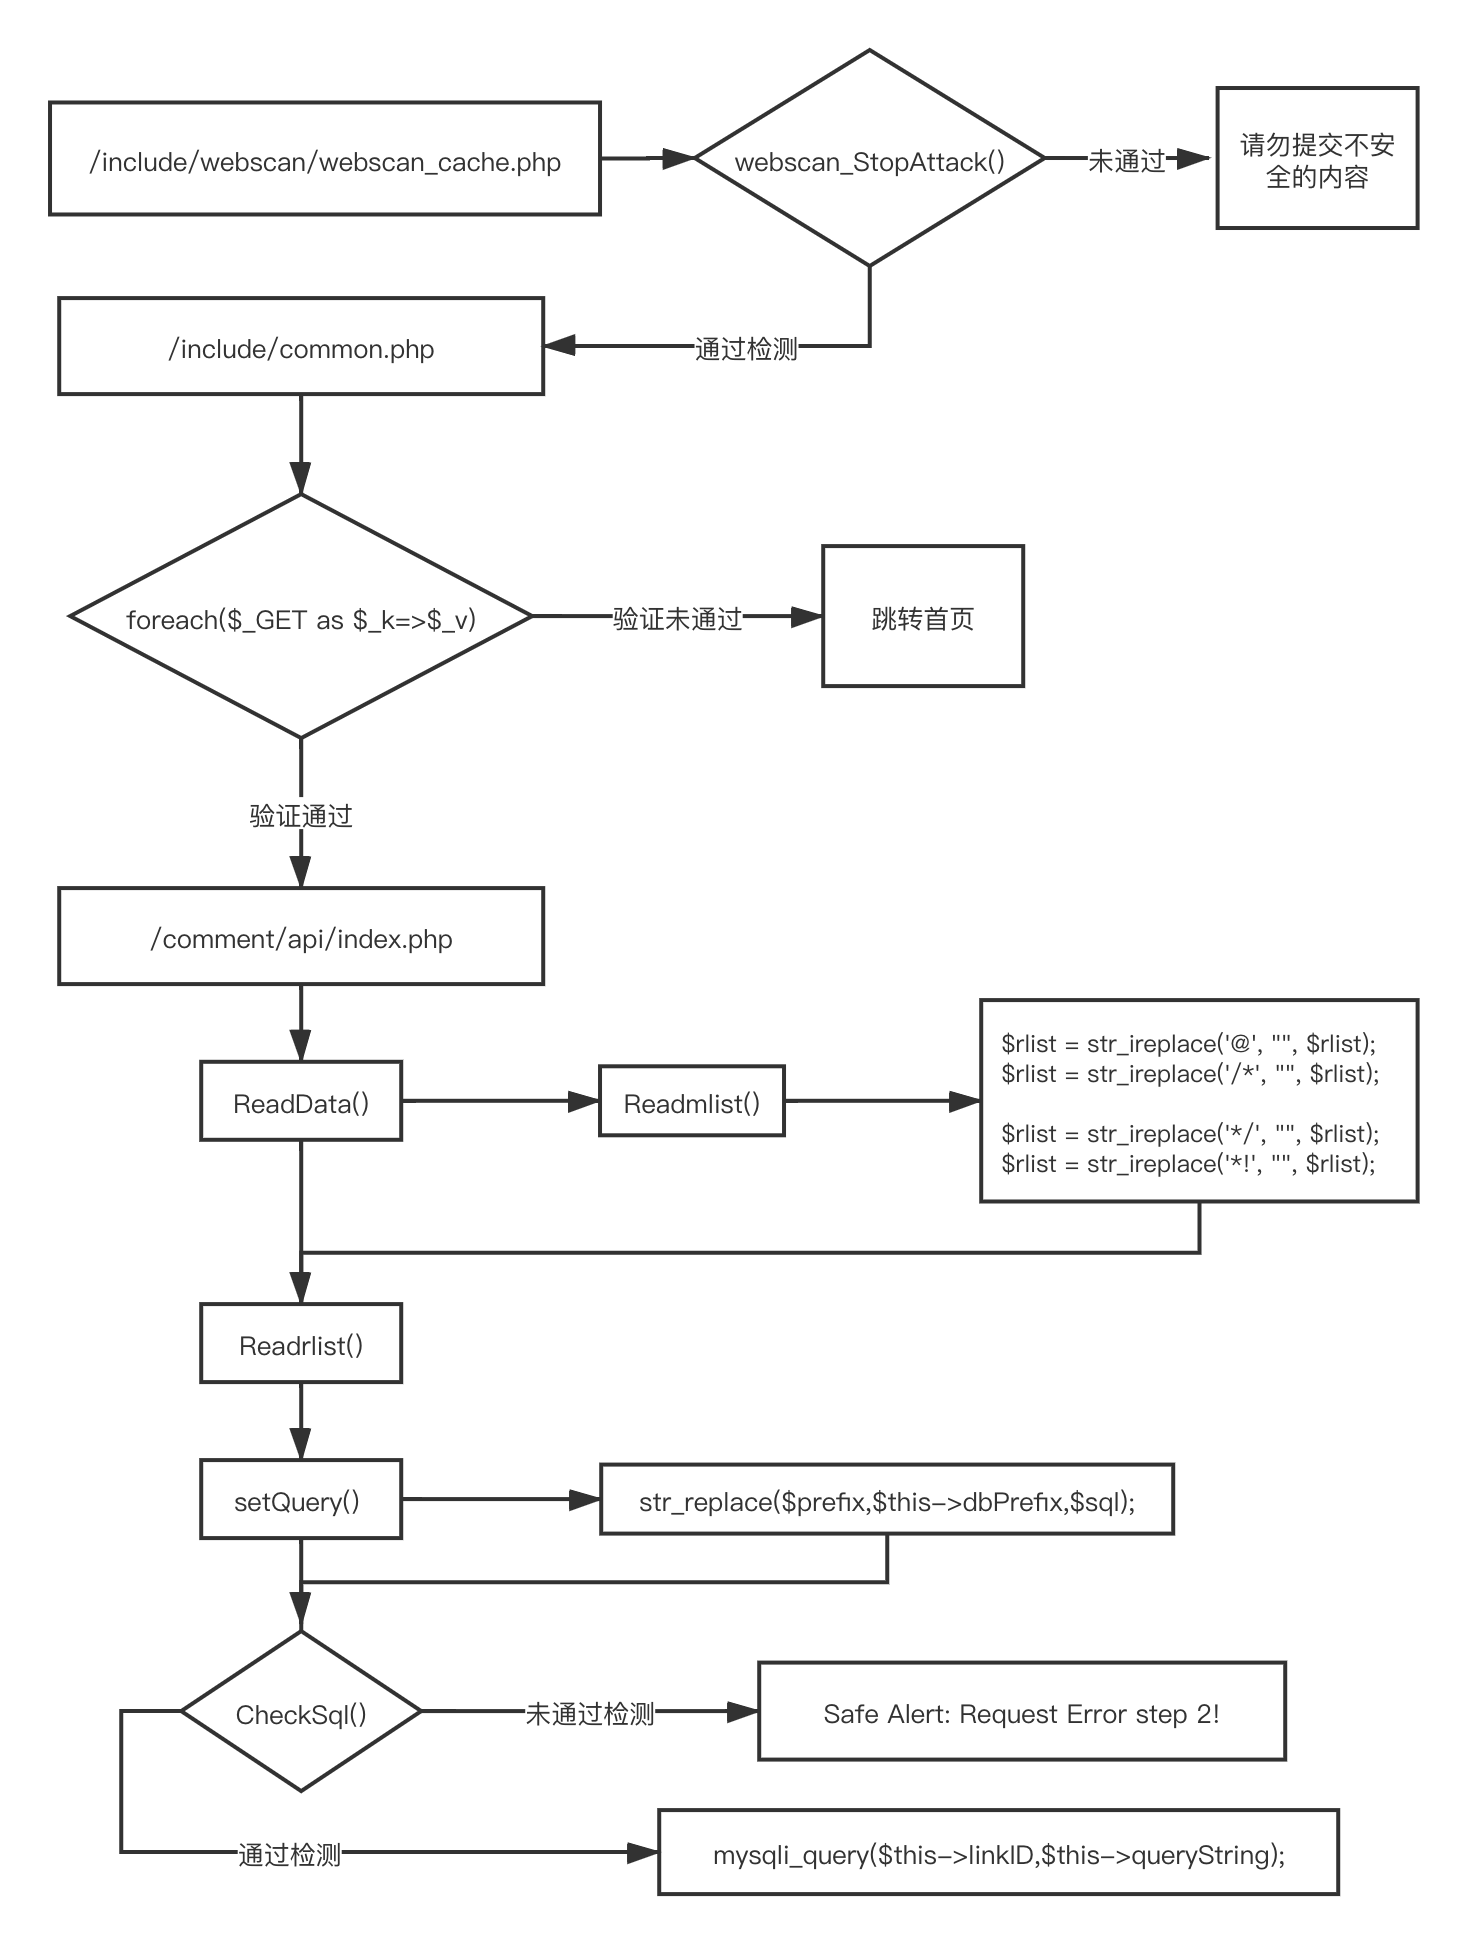 /include/webscan/webscan_cache.php
webscan_StopAttack()
未通过
请勿提交不安
全的内容
/include/common.php
通过检测
foreach($_GET as $_k=>$_v)
验证未通过
跳转首页
验证通过
/comment/api/index.php
ReadData()
Readmlist()
$rlist = str_ireplace('@', "", $rlist);
$rlist = str_ireplace('/*', "", $rlist);
$rlist = str_ireplace('*/', "", $rlist);
$rlist = str_ireplace('*!', "", $rlist);
Readrlist()
setQuery()
str_replace($prefix,$this->dbPrefix,$sql);
CheckSql()
未通过检测
Safe Alert: Request Error step 2!
通过检测
mysqli_query($this->linkID,$this->queryString);